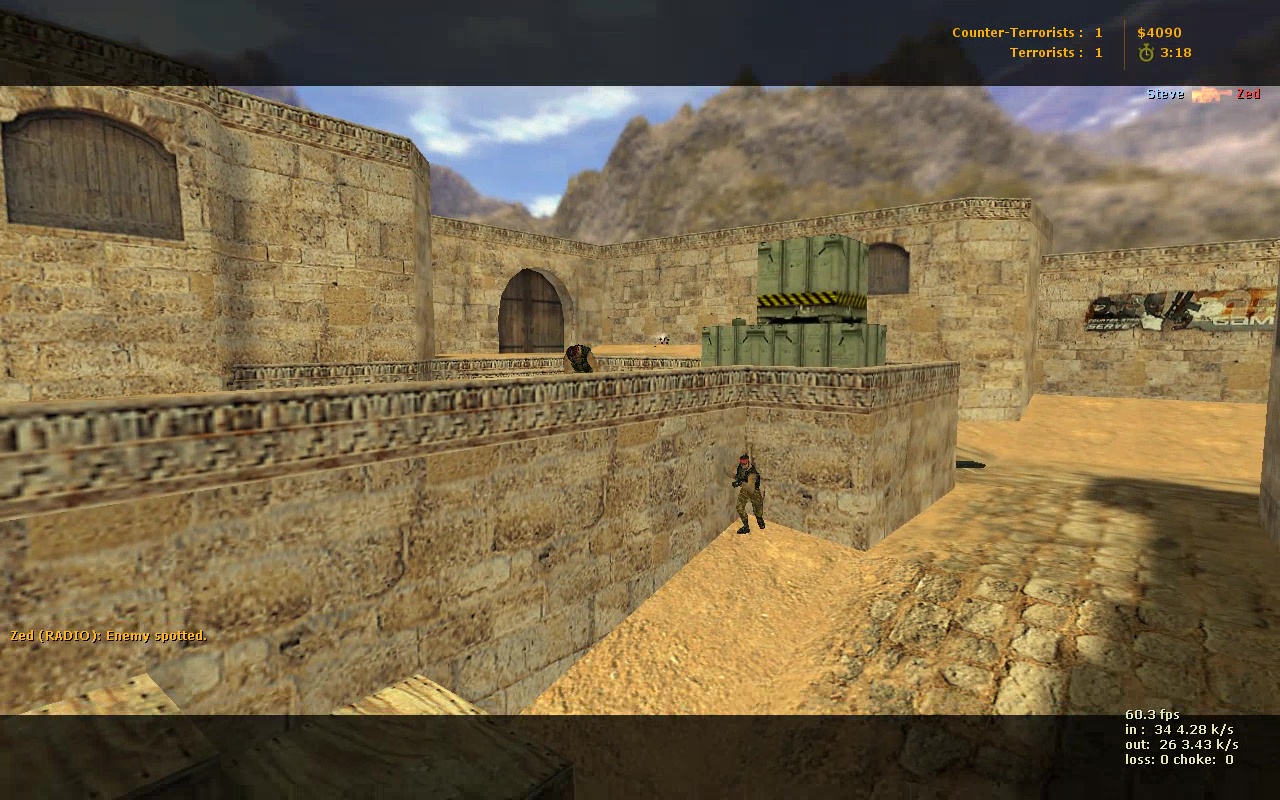 Counter-Terrorists : 1 $4090
Terrorists : 1 3:18
Steve Zed
Zed (RADIO): Enemy spotted.
60.3 fps
in : 34 4.28 k/s
out: 26 3.43 k/s
loss: 0 choke: 0